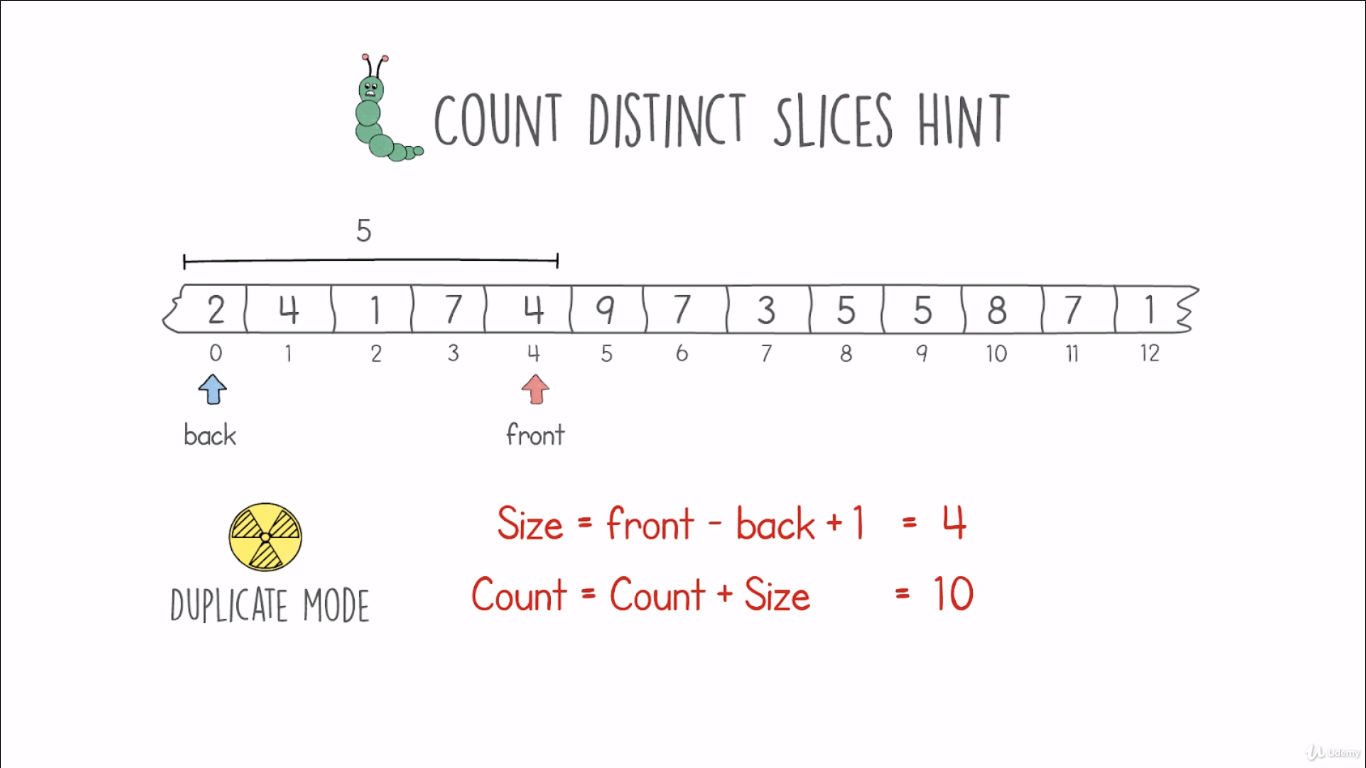 COUNT DISTINCT SLICES HINT
5
2 4 1 7 4 9 7 3 5 5 8 7 1
0 1 2 3 4 5 6 7 8 9 10 11 12
back front
Size = front - back + 1 = 4
Count = Count + Size = 10
DUPLICATE MODE
Udemy